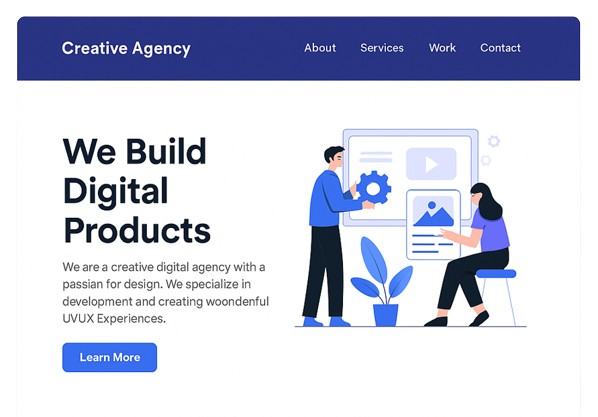 Creative Agency
About Services Work Contact
We Build
Digital
Products
We are a creative digital agency with a
passion for design. We specialize in
development and creating woondenful
UVUX Experiences.
Learn More